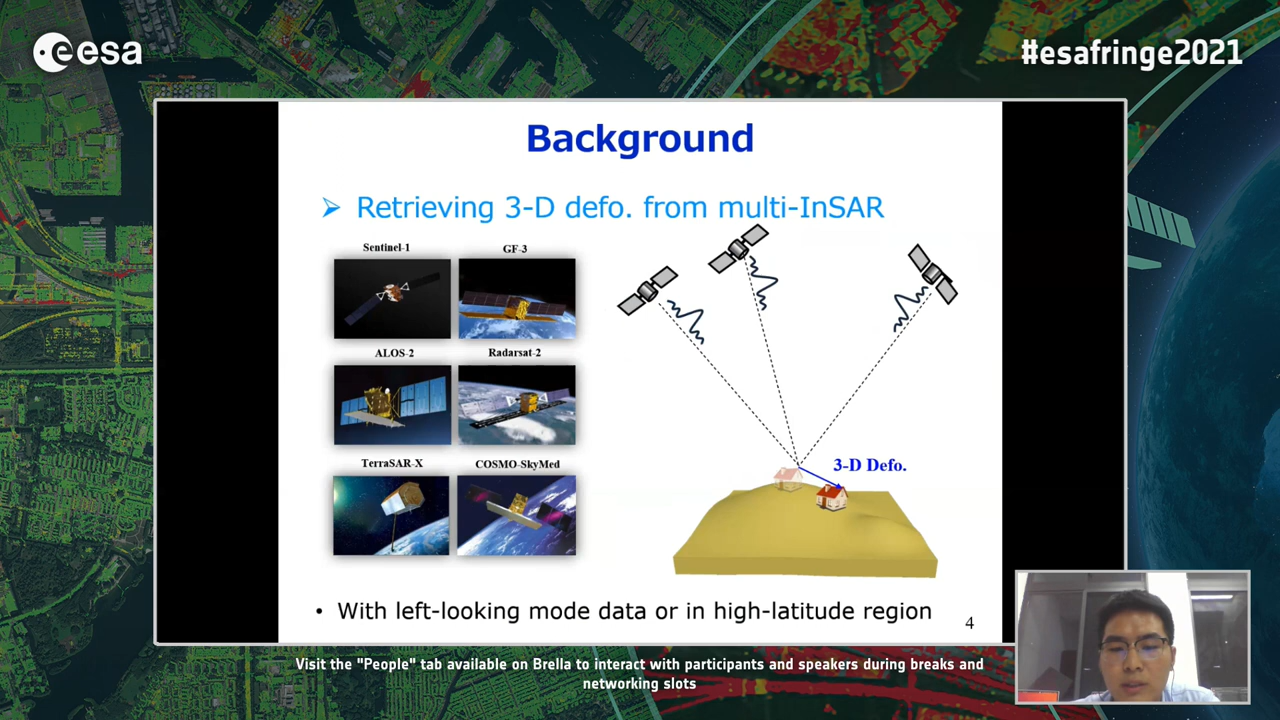 esa
#esafringe2021
Background
➢ Retrieving 3-D defo. from multi-InSAR
Sentinel-1
GF-3
ALOS-2
Radarsat-2
TerraSAR-X
COSMO-SkyMed
3-D Defo.
• With left-looking mode data or in high-latitude region
4
Visit the "People" tab available on Brella to interact with participants and speakers during breaks and
networking slots